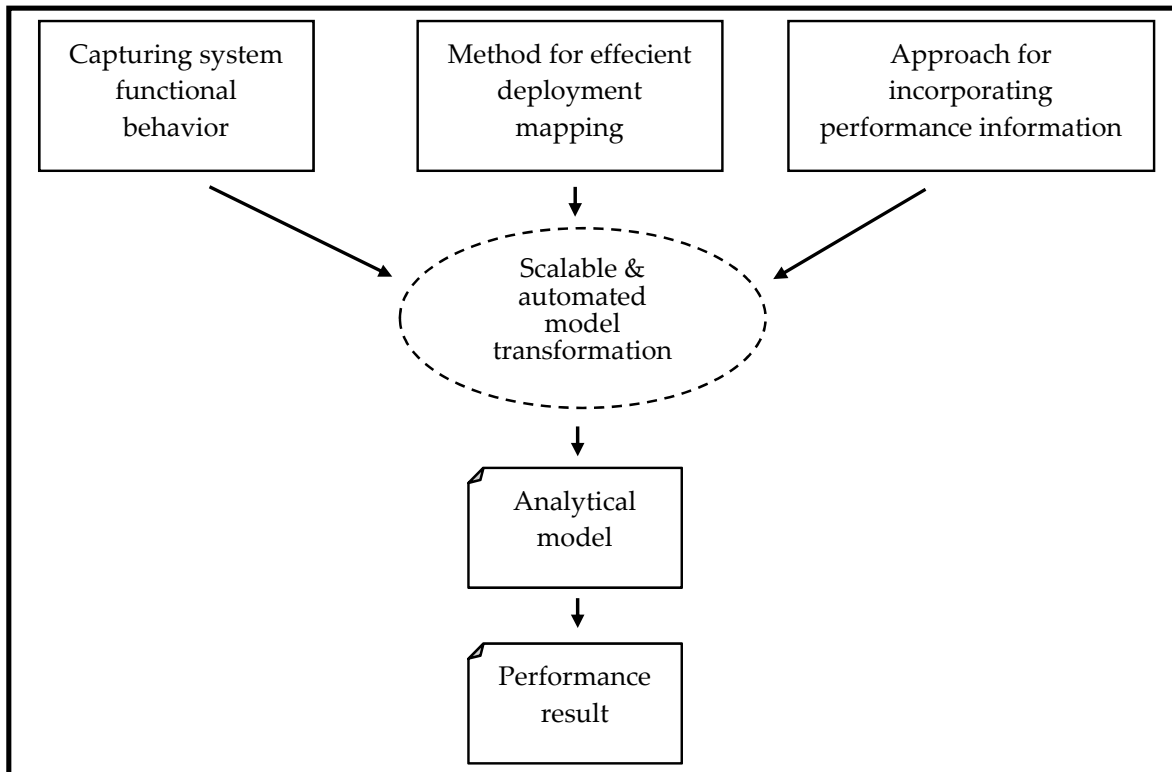 Capturing system
functional
behavior
Method for effecient
deployment
mapping
Approach for
incorporating
performance information
Scalable &
automated
model
transformation
Analytical
model
Performance
result